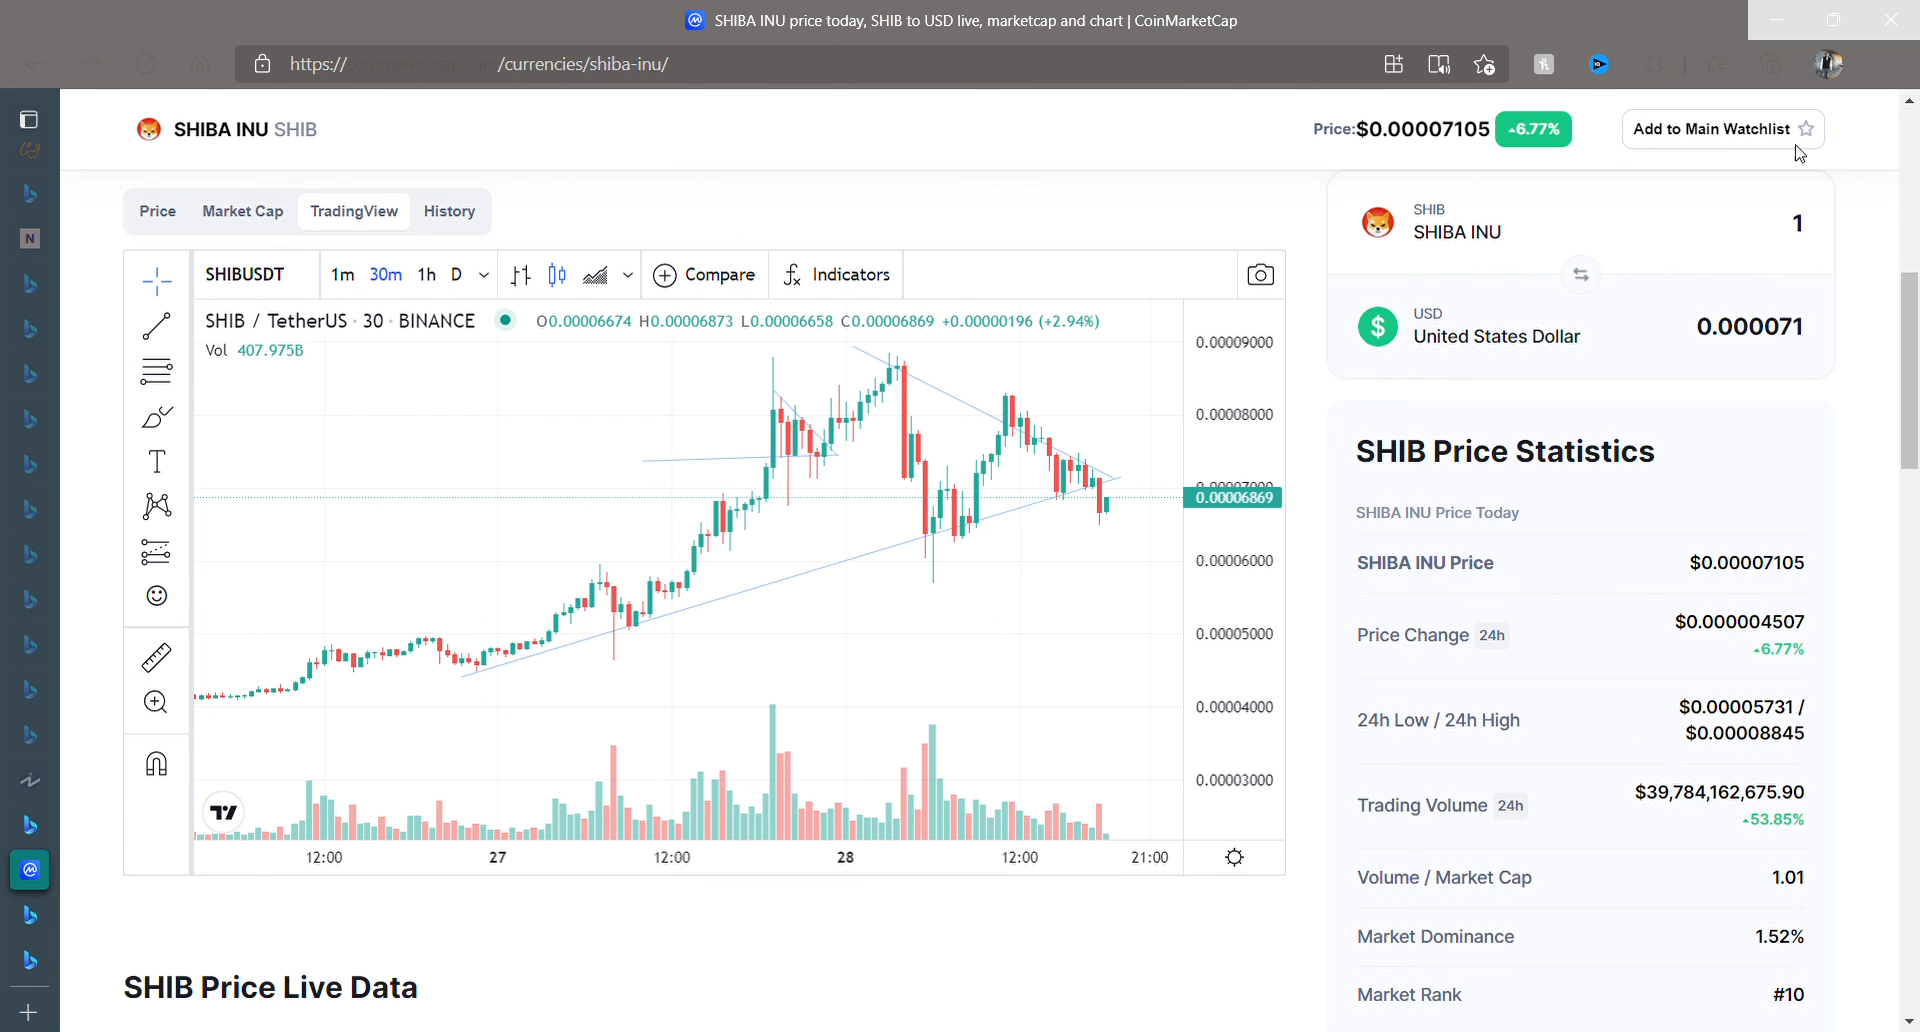 SHIBA INU price today, SHIB to USD live, marketcap and chart | CoinMarketCap
https:// /currencies/shiba-inu/
SHIBA INU SHIB
Price:$0.00007105 6.77%
Add to Main Watchlist
Price Market Cap TradingView History
SHIBUSDT 1m 30m 1h D Compare Indicators
SHIB / TetherUS · 30 · BINANCE O0.00006674 H0.00006873 L0.00006658 C0.00006869 +0.00000196 (+2.94%)
Vol 407.975B
0.00009000
0.00008000
0.00007000
0.00006869
0.00006000
0.00005000
0.00004000
0.00003000
12:00 27 12:00 28 12:00 21:00
SHIB
SHIBA INU 1
USD
United States Dollar 0.000071
SHIB Price Statistics
SHIBA INU Price Today
SHIBA INU Price $0.00007105
Price Change 24h $0.000004507
6.77%
24h Low / 24h High $0.00005731 /
$0.00008845
Trading Volume 24h $39,784,162,675.90
53.85%
Volume / Market Cap 1.01
Market Dominance 1.52%
Market Rank #10
SHIB Price Live Data